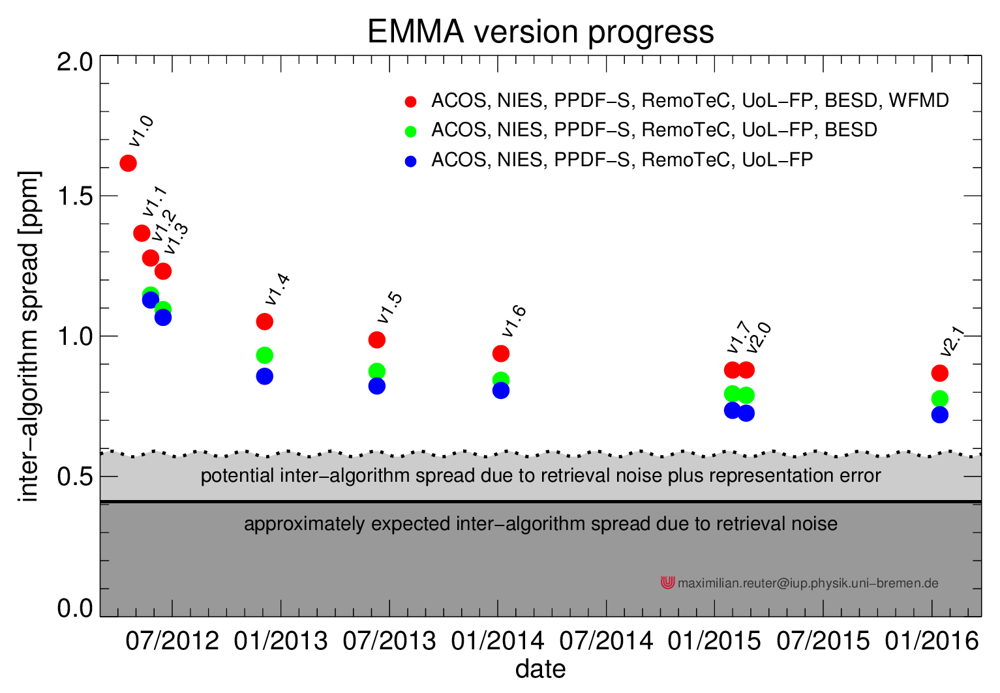 EMMA version progress
2.0
1.5
1.0
0.5
0.0
inter−algorithm spread [ppm]
ACOS, NIES, PPDF−S, RemoTeC, UoL−FP, BESD, WFMD
ACOS, NIES, PPDF−S, RemoTeC, UoL−FP, BESD
ACOS, NIES, PPDF−S, RemoTeC, UoL−FP
v1.0
v1.1
v1.2
v1.3
v1.4
v1.5
v1.6
v1.7
v2.0
v2.1
potential inter−algorithm spread due to retrieval noise plus representation error
approximately expected inter−algorithm spread due to retrieval noise
maximilian.reuter@iup.physik.uni−bremen.de
07/2012 01/2013 07/2013 01/2014 07/2014 01/2015 07/2015 01/2016
date